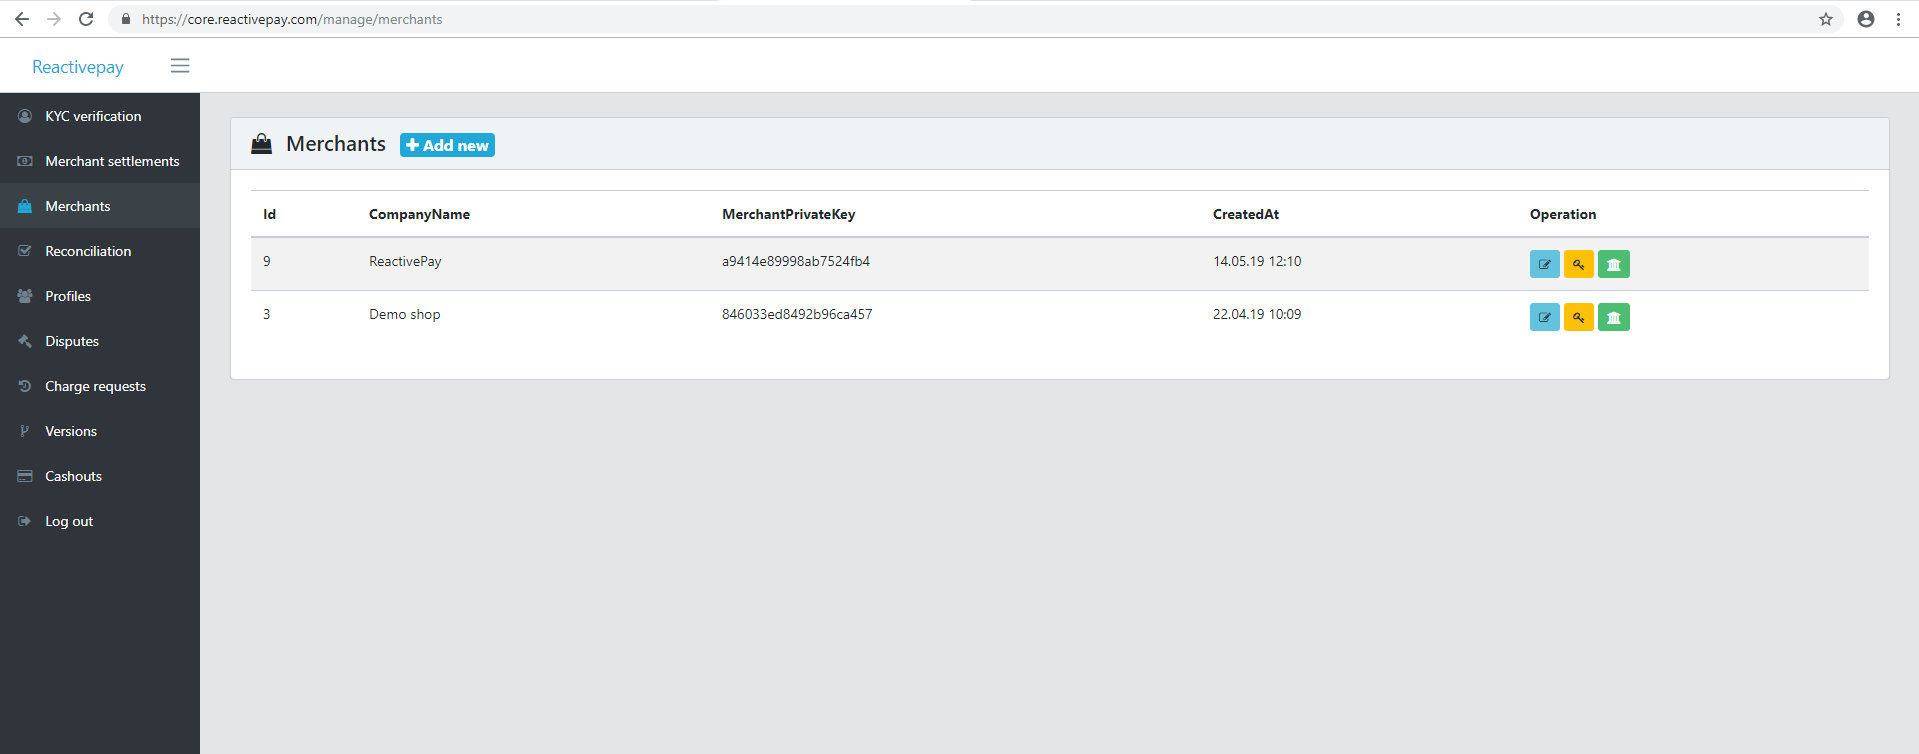 https://core.reactivepay.com/manage/merchants
Reactivepay
KYC verification
Merchant settlements
Merchants
Reconciliation
Profiles
Disputes
Charge requests
Versions
Cashouts
Log out
Merchants Add new
Id CompanyName MerchantPrivateKey CreatedAt Operation
9 ReactivePay a9414e89998ab7524fb4 14.05.19 12:10
3 Demo shop 846033ed8492b96ca457 22.04.19 10:09